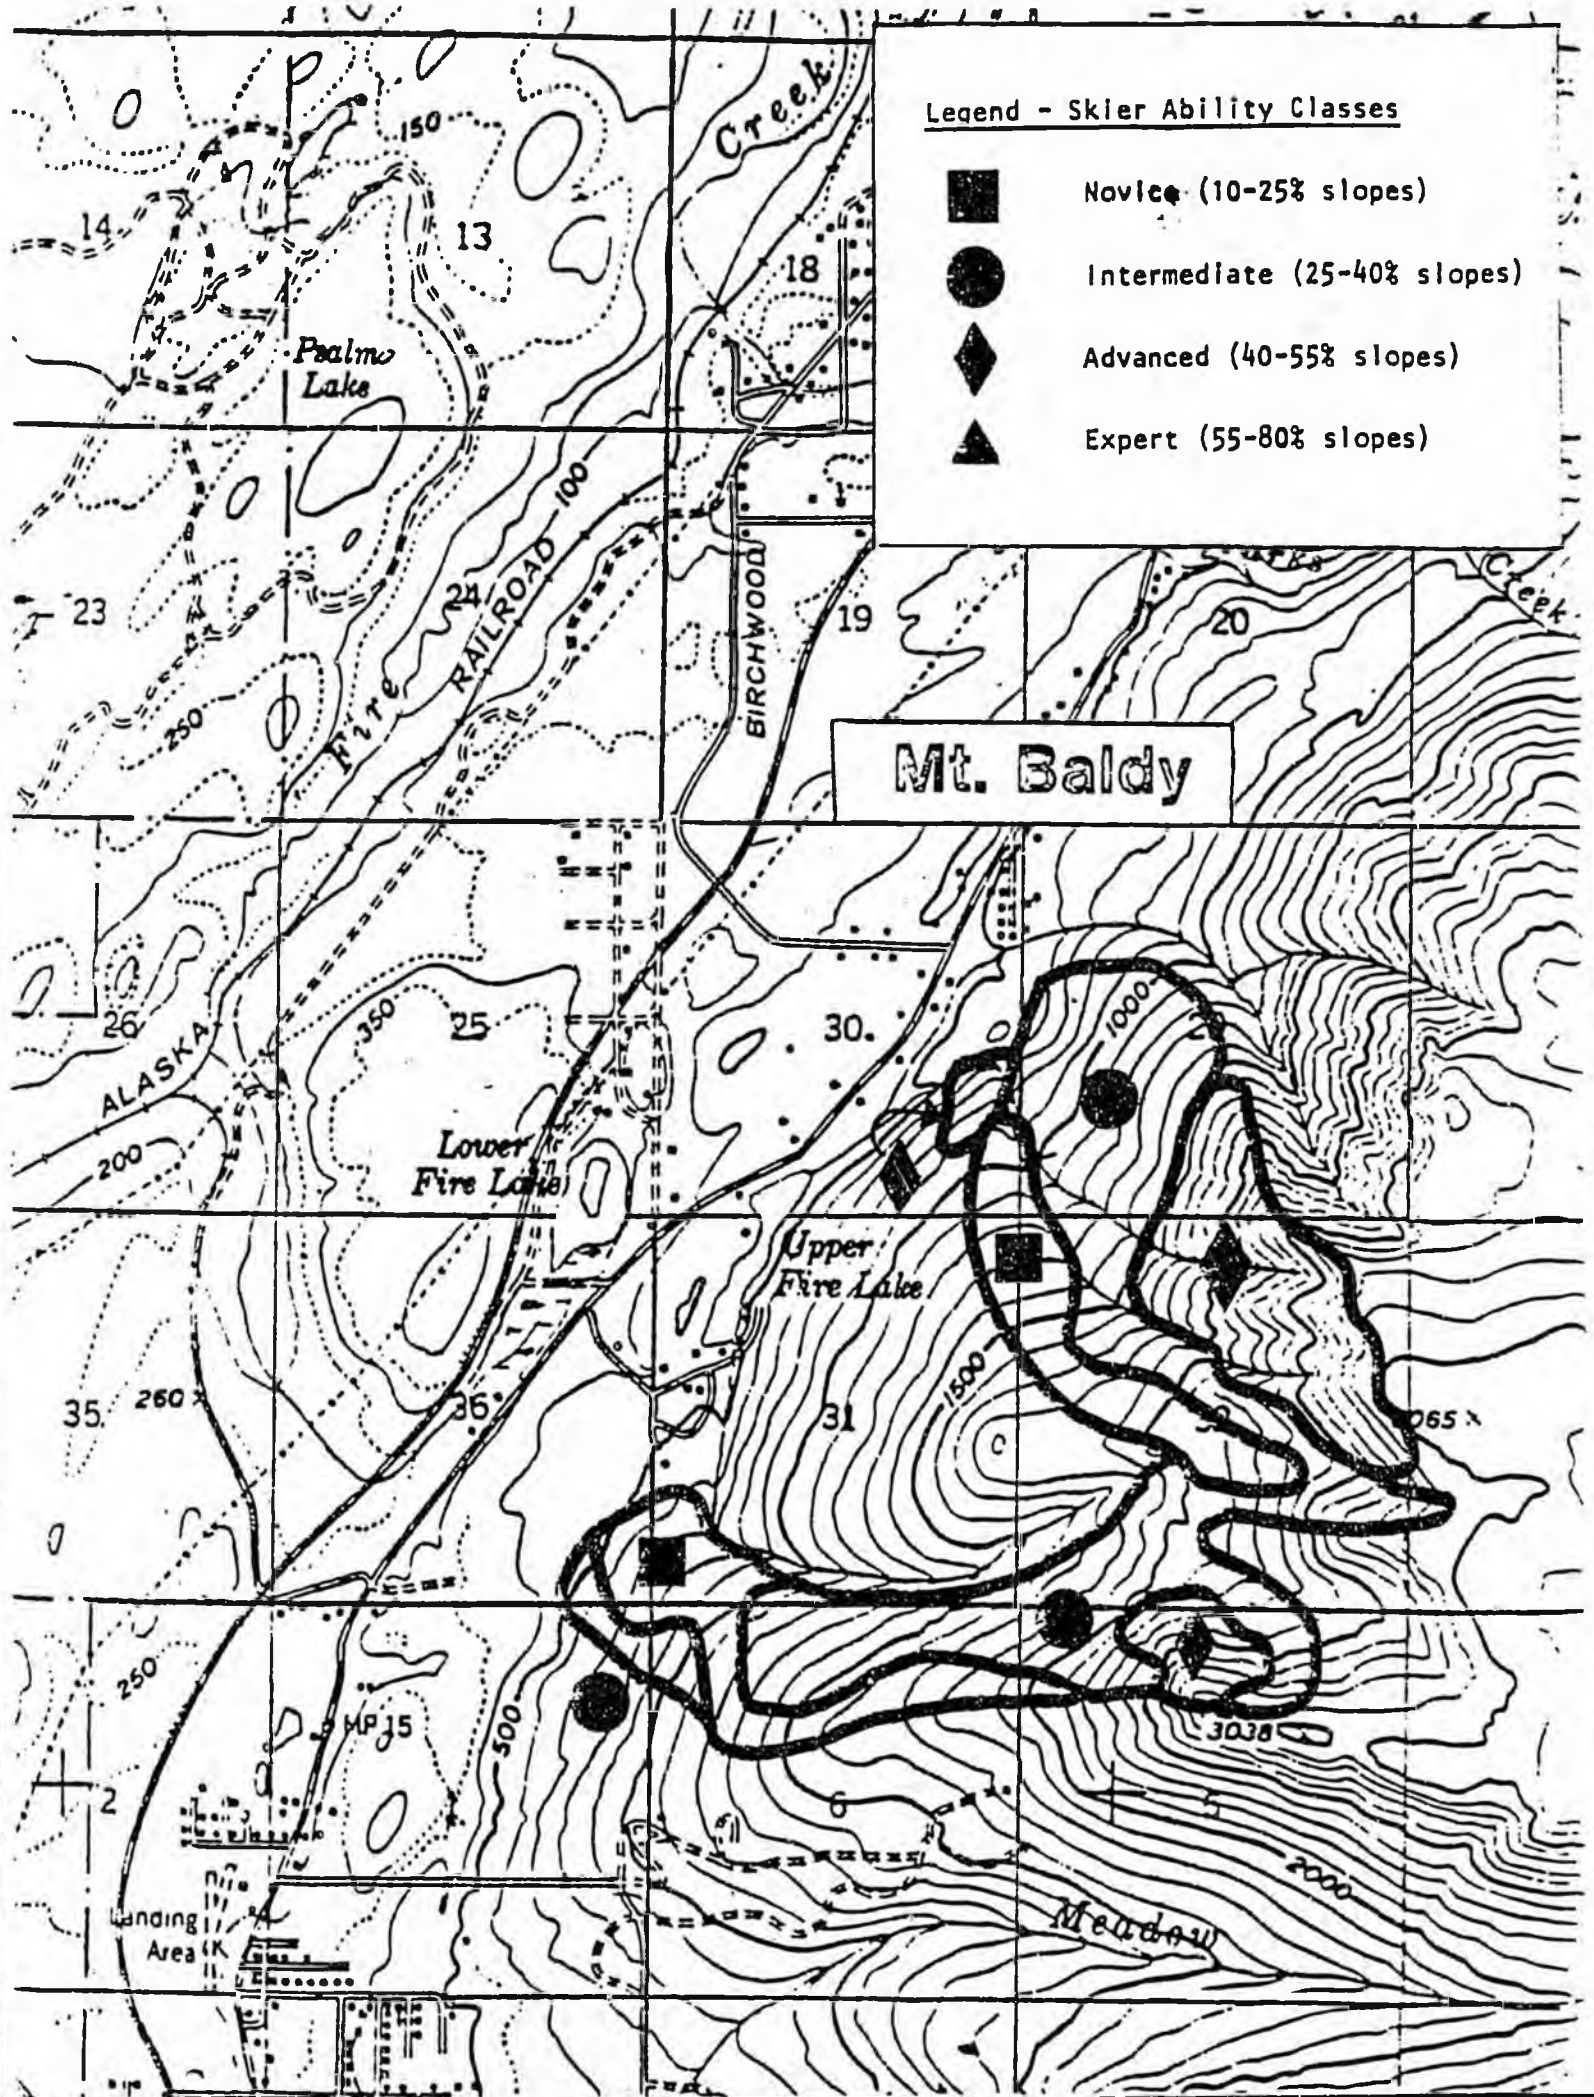 Creek
Legend - Skier Ability Classes
Novice (10-25% slopes)
Intermediate (25-40% slopes)
Advanced (40-55% slopes)
Expert (55-80% slopes)
150
14
13
18
Psalm
Lake
100
RAILROAD
Fire
BIRCHWOOD
23
24
19
20
Creek
250
Mt. Baldy
26
ALASKA
350
25
30
1000
200
Lower
Fire Lake
Upper
Fire Lake
1500
35
260 x
36
31
065 x
250
MP 15
500
3038
2
6
5
2000
Landing
Area
Meadow